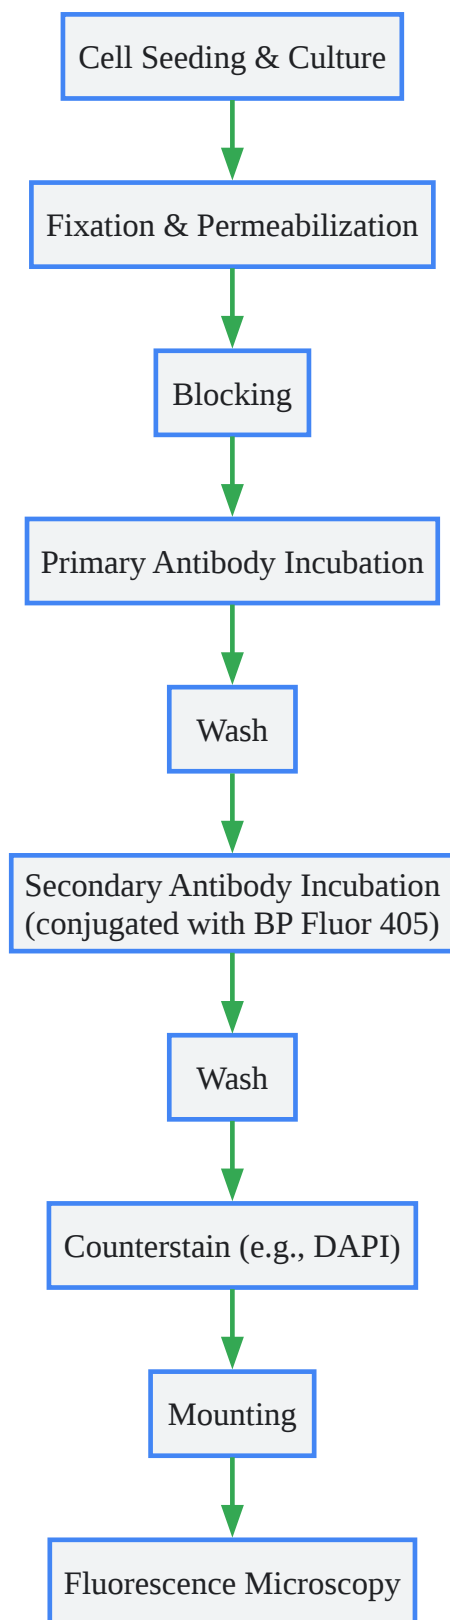 Cell Seeding & Culture
Fixation & Permeabilization
Blocking
Primary Antibody Incubation
Wash
Secondary Antibody Incubation
(conjugated with BP Fluor 405)
Wash
Counterstain (e.g., DAPI)
Mounting
Fluorescence Microscopy